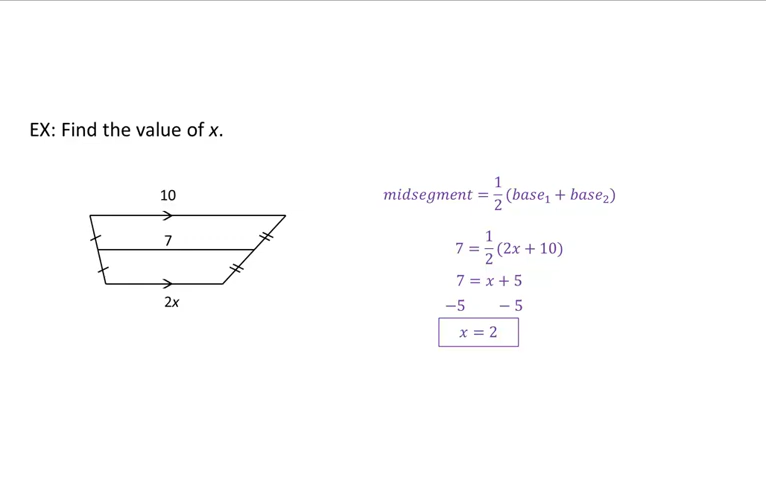 EX: Find the value of x.
10
7
2x
midsegment = 1/2 (base₁ + base₂)
7 = 1/2 (2x + 10)
7 = x + 5
−5 − 5
x = 2